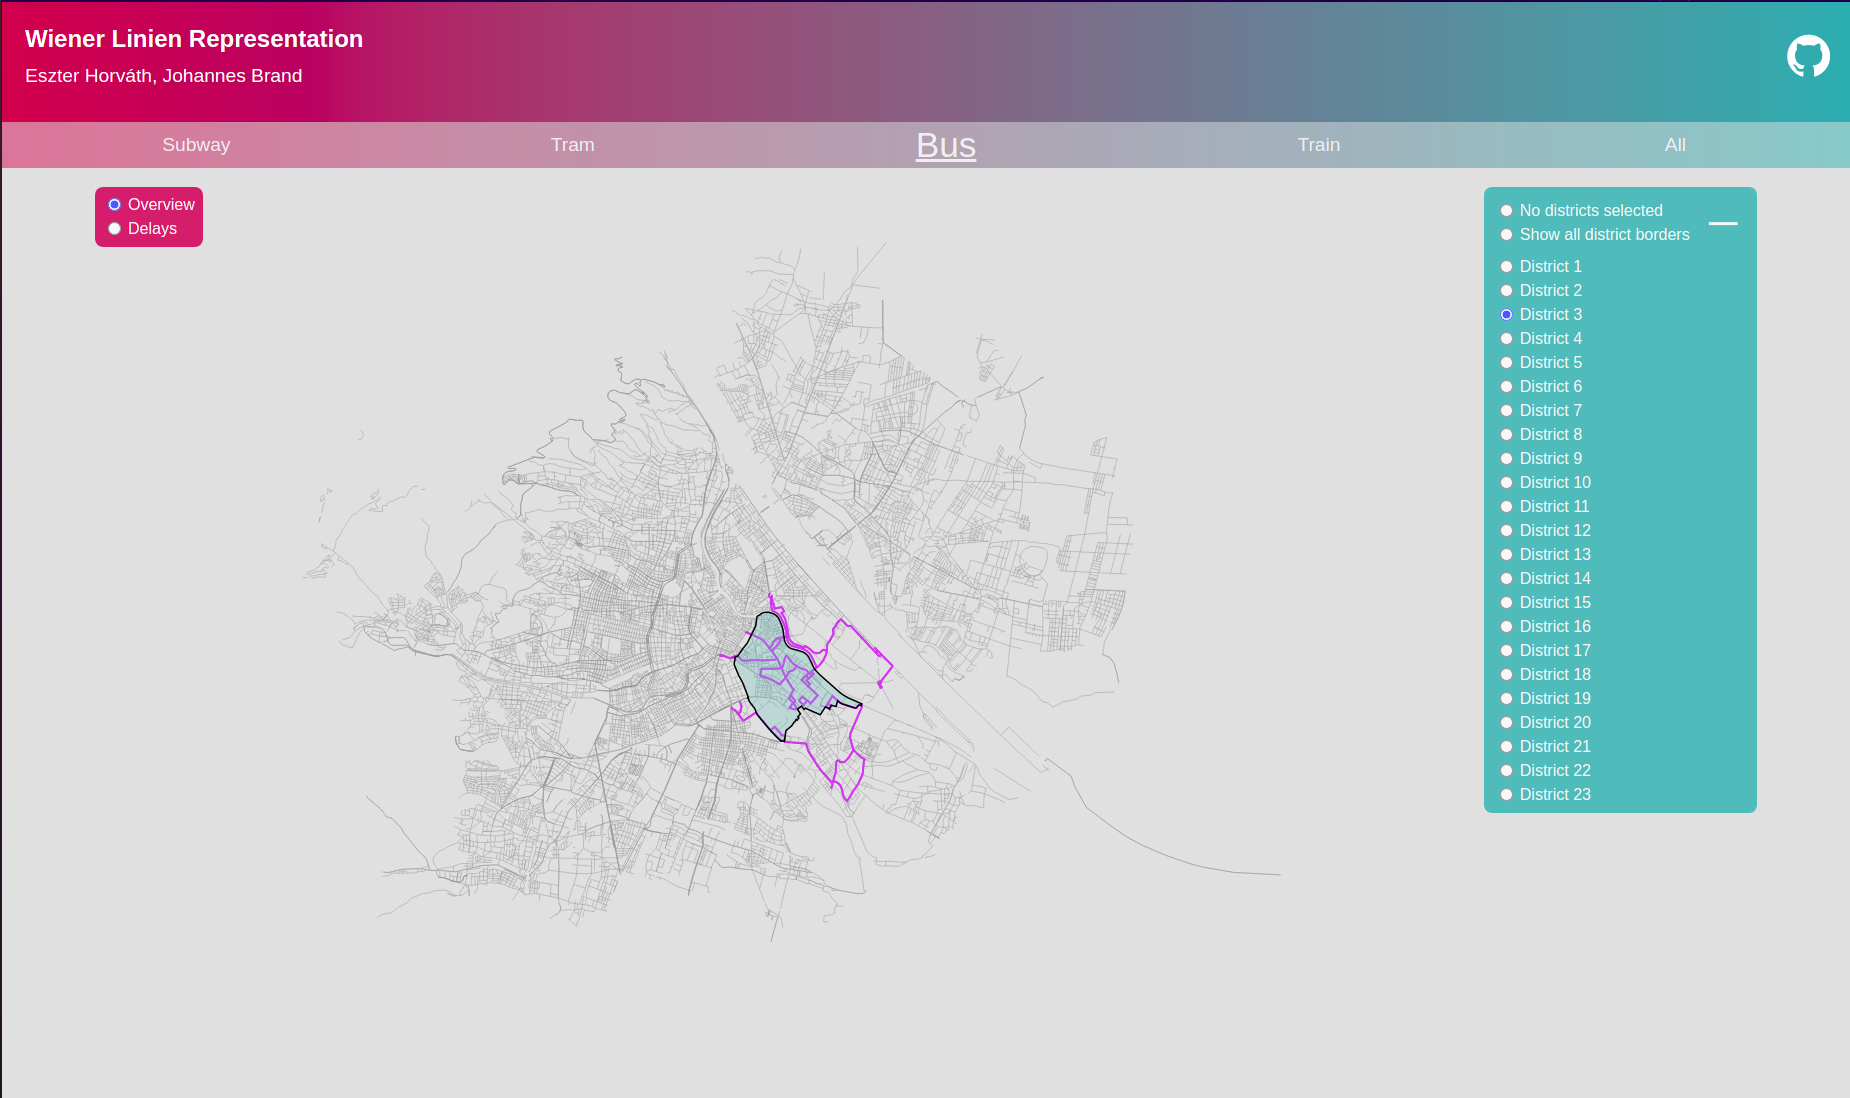 Wiener Linien Representation
Eszter Horváth, Johannes Brand
Subway Tram Bus Train All
Overview
Delays
No districts selected
Show all district borders
District 1
District 2
District 3
District 4
District 5
District 6
District 7
District 8
District 9
District 10
District 11
District 12
District 13
District 14
District 15
District 16
District 17
District 18
District 19
District 20
District 21
District 22
District 23